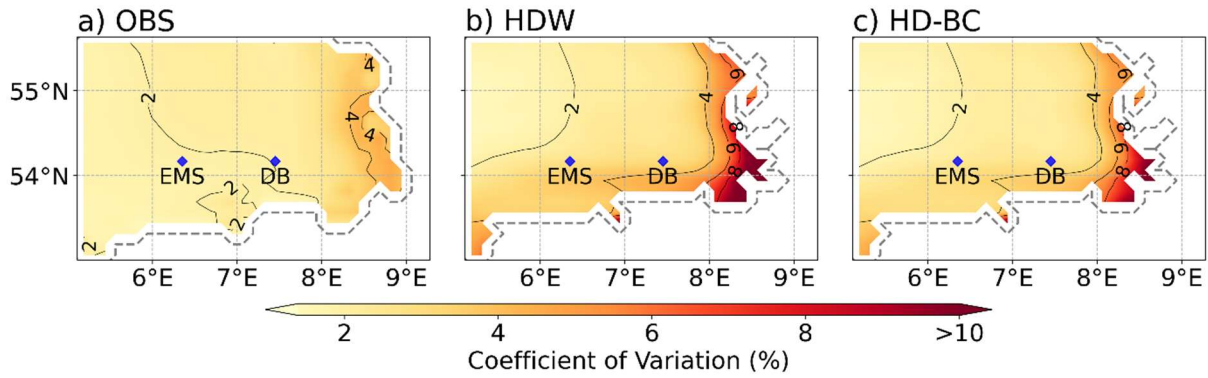 a) OBS
b) HDW
c) HD-BC
55°N
54°N
4
2
4
4
EMS
DB
2
2
2
6
2
4
8
6
8
EMS
DB
6
2
4
8
6
8
EMS
DB
6°E 7°E 8°E 9°E
6°E 7°E 8°E 9°E
6°E 7°E 8°E 9°E
2 4 6 8 >10
Coefficient of Variation (%)